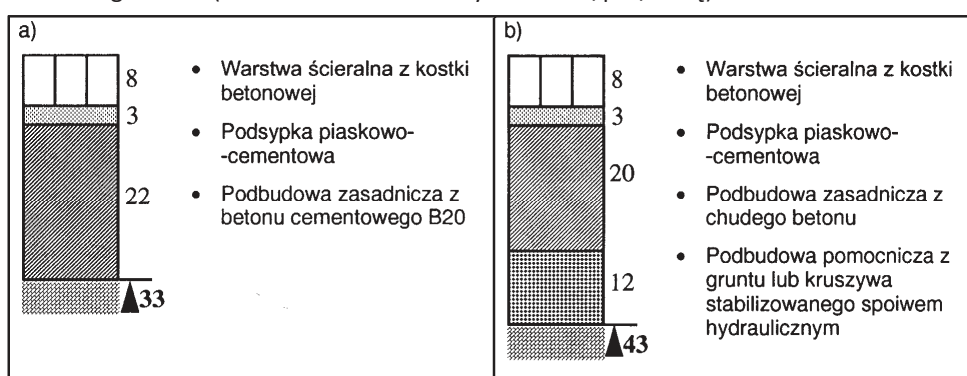 a)
8
3
22
33
• Warstwa ścieralna z kostki
betonowej
• Podsypka piaskowo-
-cementowa
• Podbudowa zasadnicza z
betonu cementowego B20
b)
8
3
20
12
43
• Warstwa ścieralna z kostki
betonowej
• Podsypka piaskowo-
-cementowa
• Podbudowa zasadnicza z
chudego betonu
• Podbudowa pomocnicza z
gruntu lub kruszywa
stabilizowanego spoiwem
hydraulicznym